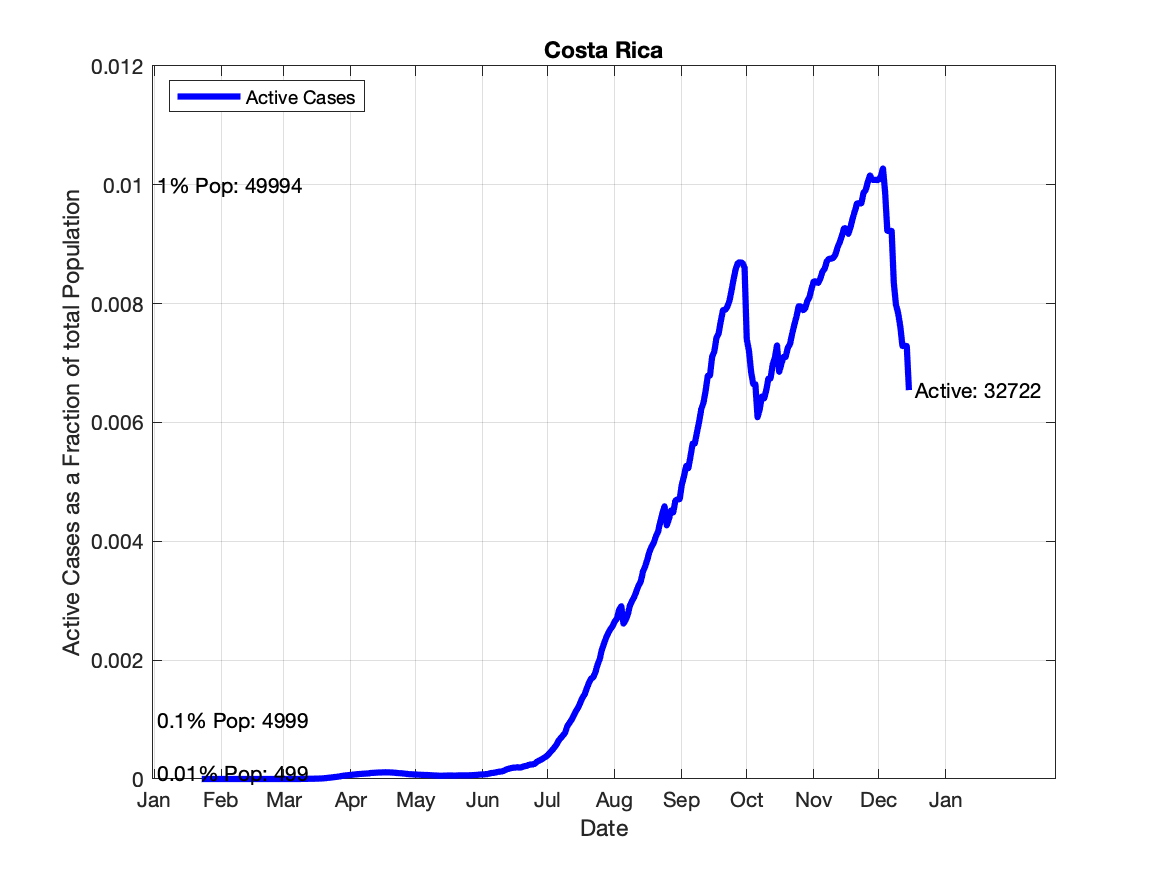 Costa Rica
0.012
Active Cases
0.01
1% Pop: 49994
0.008
Active: 32722
0.006
0.004
0.002
0.1% Pop: 4999
0.01% Pop: 499
0
Jan Feb Mar Apr May Jun Jul Aug Sep Oct Nov Dec Jan
Date
Active Cases as a Fraction of total Population